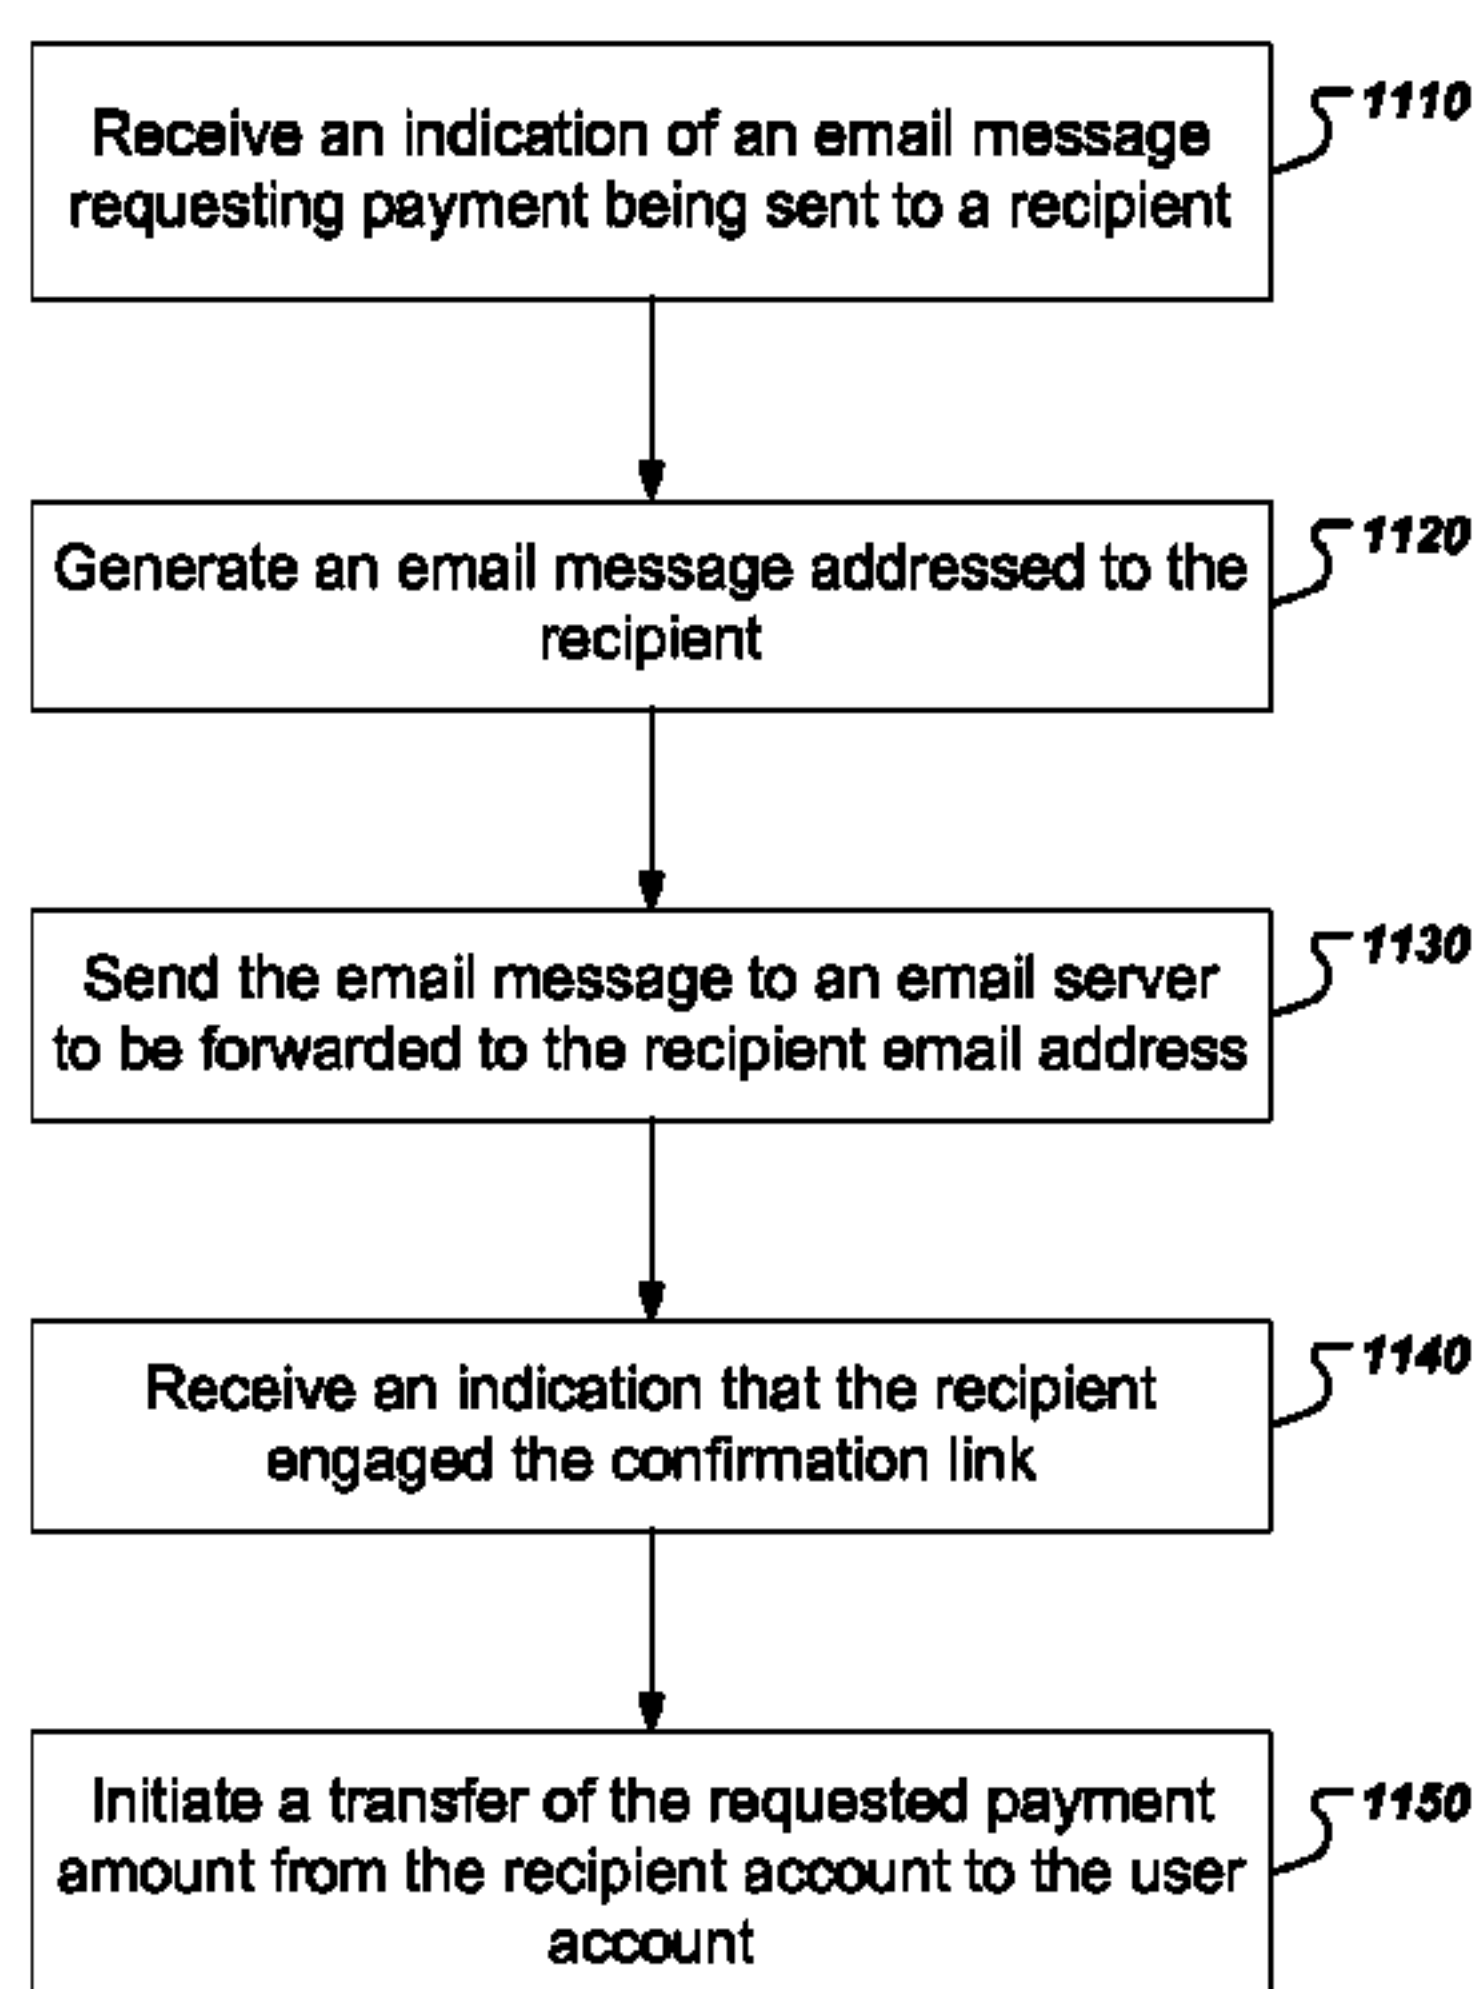 Receive an indication of an email message
requesting payment being sent to a recipient
1110
Generate an email message addressed to the
recipient
1120
Send the email message to an email server
to be forwarded to the recipient email address
1130
Receive an indication that the recipient
engaged the confirmation link
1140
Initiate a transfer of the requested payment
amount from the recipient account to the user
account
1150